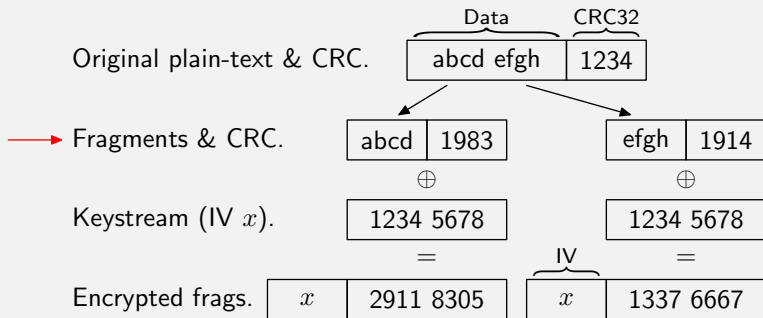 Data CRC32
Original plain-text & CRC. abcd efgh 1234
Fragments & CRC. abcd 1983 efgh 1914
⊕ ⊕
Keystream (IV x). 1234 5678 1234 5678
= IV =
Encrypted frags. x 2911 8305 x 1337 6667